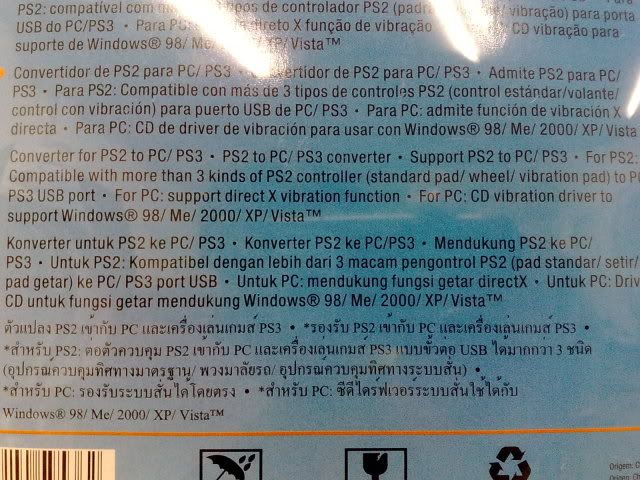 PS2: compatível com m tipos de controlador PS2 (padr vibração) para porta
USB do PC/PS3 reto X função de vibração CD vibração para
suporte de Windows® 98/ Me/ XP/ Vista™
Convertidor de PS2 para PC/ PS3 • nvertidor de PS2 para PC/ PS3 • Admite PS2 para PC/
PS3 • Para PS2: Compatible con más de 3 tipos de controles PS2 (control estándar/volante/
control con vibración) para puerto USB de PC/ PS3 • Para PC: admite función de vibración X
directa • Para PC: CD de driver de vibración para usar con Windows® 98/ Me/ 2000/ XP/ Vista
Converter for PS2 to PC/ PS3 • PS2 to PC/ PS3 converter • Support PS2 to PC/ PS3 • For PS2:
Compatible with more than 3 kinds of PS2 controller (standard pad/ wheel/ vibration pad) to PC
PS3 USB port • For PC: support direct X vibration function • For PC: CD vibration driver to
support Windows® 98/ Me/ 2000/ XP/ Vista™
Konverter untuk PS2 ke PC/ PS3 • Konverter PS2 ke PC/PS3 • Mendukung PS2 ke PC/
PS3 • Untuk PS2: Kompatibel dengan lebih dari 3 macam pengontrol PS2 (pad standar/ setir/
pad getar) ke PC/ PS3 port USB • Untuk PC: mendukung fungsi getar directX • Untuk PC: Driv
CD untuk fungsi getar mendukung Windows® 98/ Me/ 2000/ XP/ Vista™
ตัวแปลง PS2 เข้ากับ PC และเครื่องเล่นเกมส์ PS3 • *รองรับ PS2 เข้ากับ PC และเครื่องเล่นเกมส์ PS3 •
*สำหรับ PS2: ต่อตัวควบคุม PS2 เข้ากับ PC และเครื่องเล่นเกมส์ PS3 แบบขั้วต่อ USB ได้มากกว่า 3 ชนิด
(อุปกรณ์ควบคุมทิศทางมาตรฐาน/ พวงมาลัยรถ/ อุปกรณ์ควบคุมทิศทางระบบสั่น) •
*สำหรับ PC: รองรับระบบสั่นได้โดยตรง • *สำหรับ PC: ซีดีไดร์ฟเวอร์ระบบสั่นใช้ได้กับ
Windows® 98/ Me/ 2000/ XP/ Vista™
Origem: C